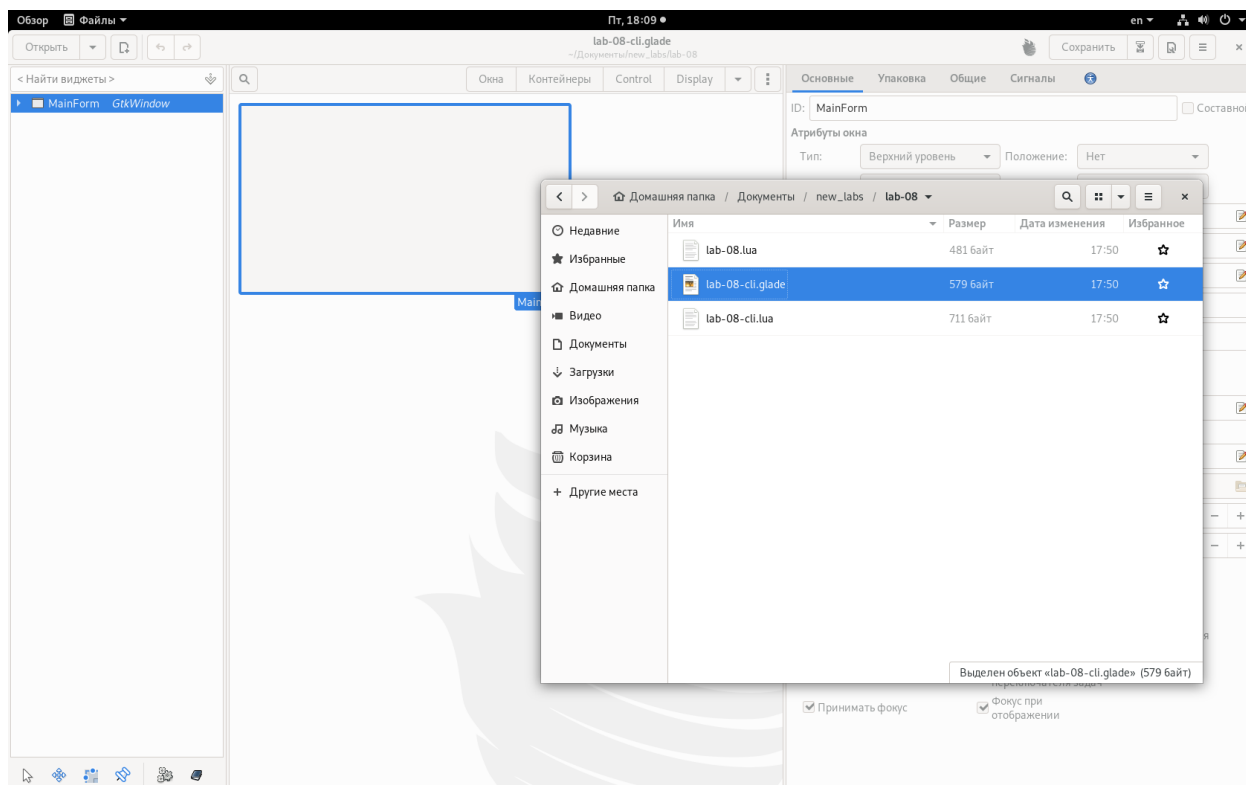 Обзор Файлы Пт, 18:09 en
Открыть lab-08-cli.glade Сохранить
~/Документы/new_labs/lab-08
< Найти виджеты > Окна Контейнеры Control Display Основные Упаковка Общие Сигналы
MainForm GtkWindow
ID: MainForm Составной
Атрибуты окна
Тип: Верхний уровень Положение: Нет
Домашняя папка / Документы / new_labs / lab-08
Недавние
Избранные
Домашняя папка
Видео
Документы
Загрузки
Изображения
Музыка
Корзина
+ Другие места
Имя Размер Дата изменения Избранное
lab-08.lua 481 байт 17:50
lab-08-cli.glade 579 байт 17:50
lab-08-cli.lua 711 байт 17:50
Выделен объект «lab-08-cli.glade» (579 байт)
Main
Принимать фокус
Фокус при
отображении